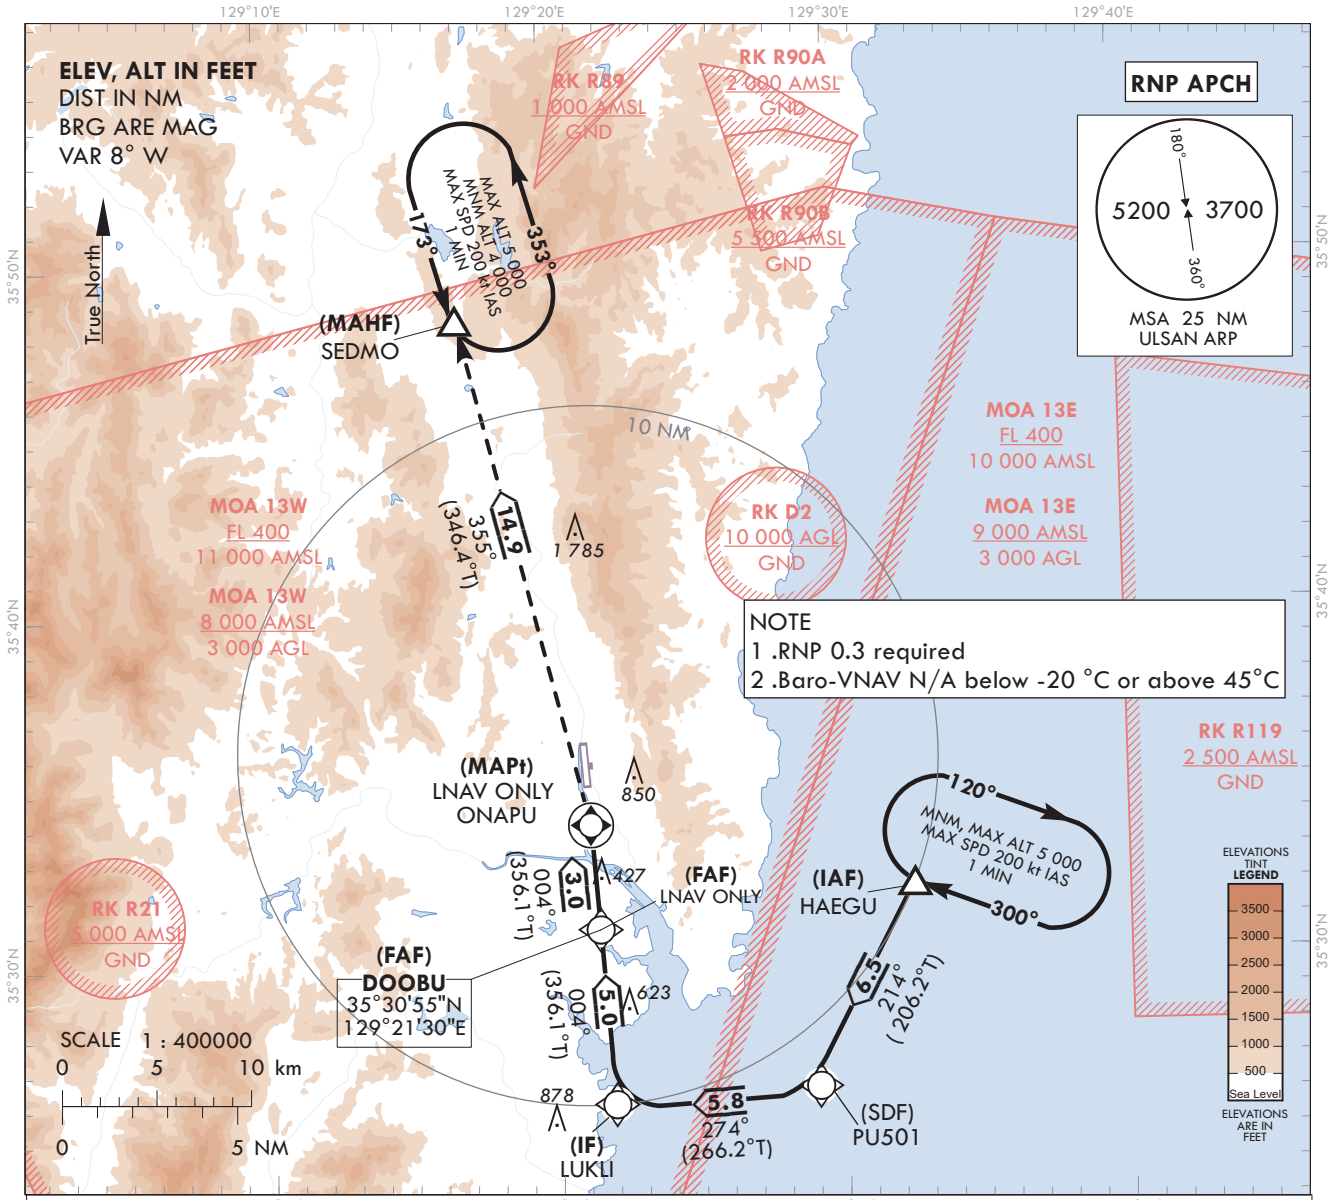 129°10'E
129°20'E
129°30'E
129°40'E
ELEV, ALT IN FEET
DIST IN NM
BRG ARE MAG
VAR 8° W
True North
RK R89
1 000 AMSL
GND
RK R90A
2 000 AMSL
GND
RK R90B
5 500 AMSL
GND
RNP APCH
180°
5200
3700
360°
MSA 25 NM
ULSAN ARP
35°50'N
35°50'N
173°
MAX ALT 5 000
MNM ALT 4 000
MAX SPD 200 kt IAS
1 MIN
353°
(MAHF)
SEDMO
10 NM
MOA 13E
FL 400
10 000 AMSL
MOA 13E
9 000 AMSL
3 000 AGL
MOA 13W
FL 400
11 000 AMSL
MOA 13W
8 000 AMSL
3 000 AGL
14.9
355°
(346.4°T)
1 785
RK D2
10 000 AGL
GND
35°40'N
35°40'N
NOTE
1 .RNP 0.3 required
2 .Baro-VNAV N/A below -20 °C or above 45°C
RK R119
2 500 AMSL
GND
(MAPt)
LNAV ONLY
ONAPU
850
120°
MNM, MAX ALT 5 000
MAX SPD 200 kt IAS
1 MIN
300°
(IAF)
HAEGU
3.0
004°
(356.1°T)
427
(FAF)
LNAV ONLY
RK R21
5 000 AMSL
GND
35°30'N
35°30'N
(FAF)
DOOBU
35°30'55"N
129°21'30"E
5.0
004°
(356.1°T)
623
6.5
214°
( 206.2°T)
SCALE 1 : 400000
0 5 10 km
0 5 NM
878
(IF)
LUKLI
5.8
274°
(266.2°T)
(SDF)
PU501
ELEVATIONS
TINT
LEGEND
3500
3000
2500
2000
1500
1000
500
Sea Level
ELEVATIONS
ARE IN
FEET